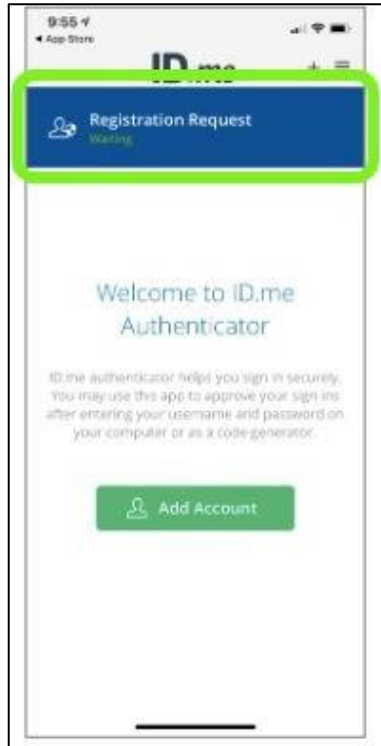 9:55
App Store
ID.me
Registration Request
Waiting
Welcome to ID.me
Authenticator
ID.me authenticator helps you sign in securely.
You may use this app to approve your sign ins
after entering your username and password on
your computer or as a code generator.
Add Account